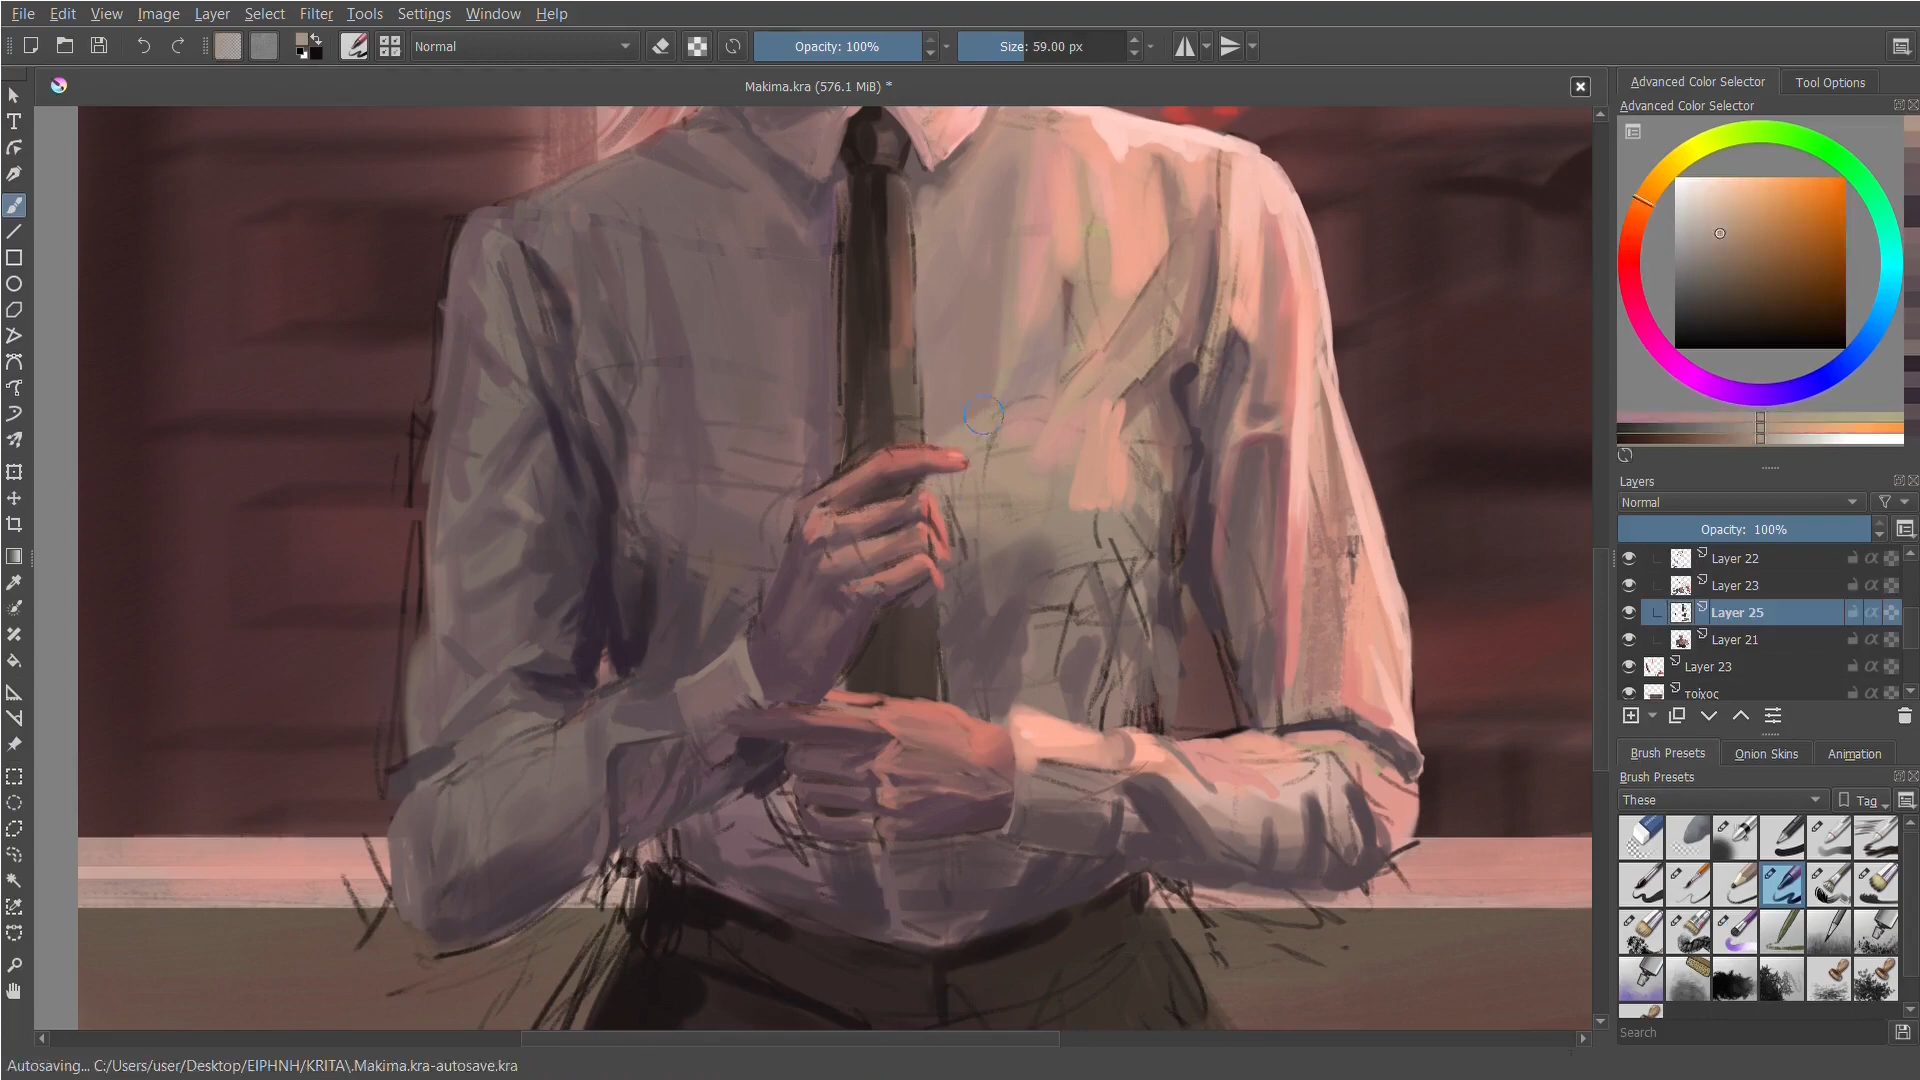 File Edit View Image Layer Select Filter Tools Settings Window Help
Normal
Opacity: 100%
Size: 59.00 px
Makima.kra (576.1 MiB) *
Advanced Color Selector
Tool Options
Advanced Color Selector
Layers
Normal
Opacity: 100%
Layer 22
Layer 23
Layer 25
Layer 21
Layer 23
τοίχος
Brush Presets
Onion Skins
Animation
Brush Presets
These
Tag
Search
Autosaving... C:/Users/user/Desktop/ΕΙΡΗΝΗ/KRITA\.Makima.kra-autosave.kra